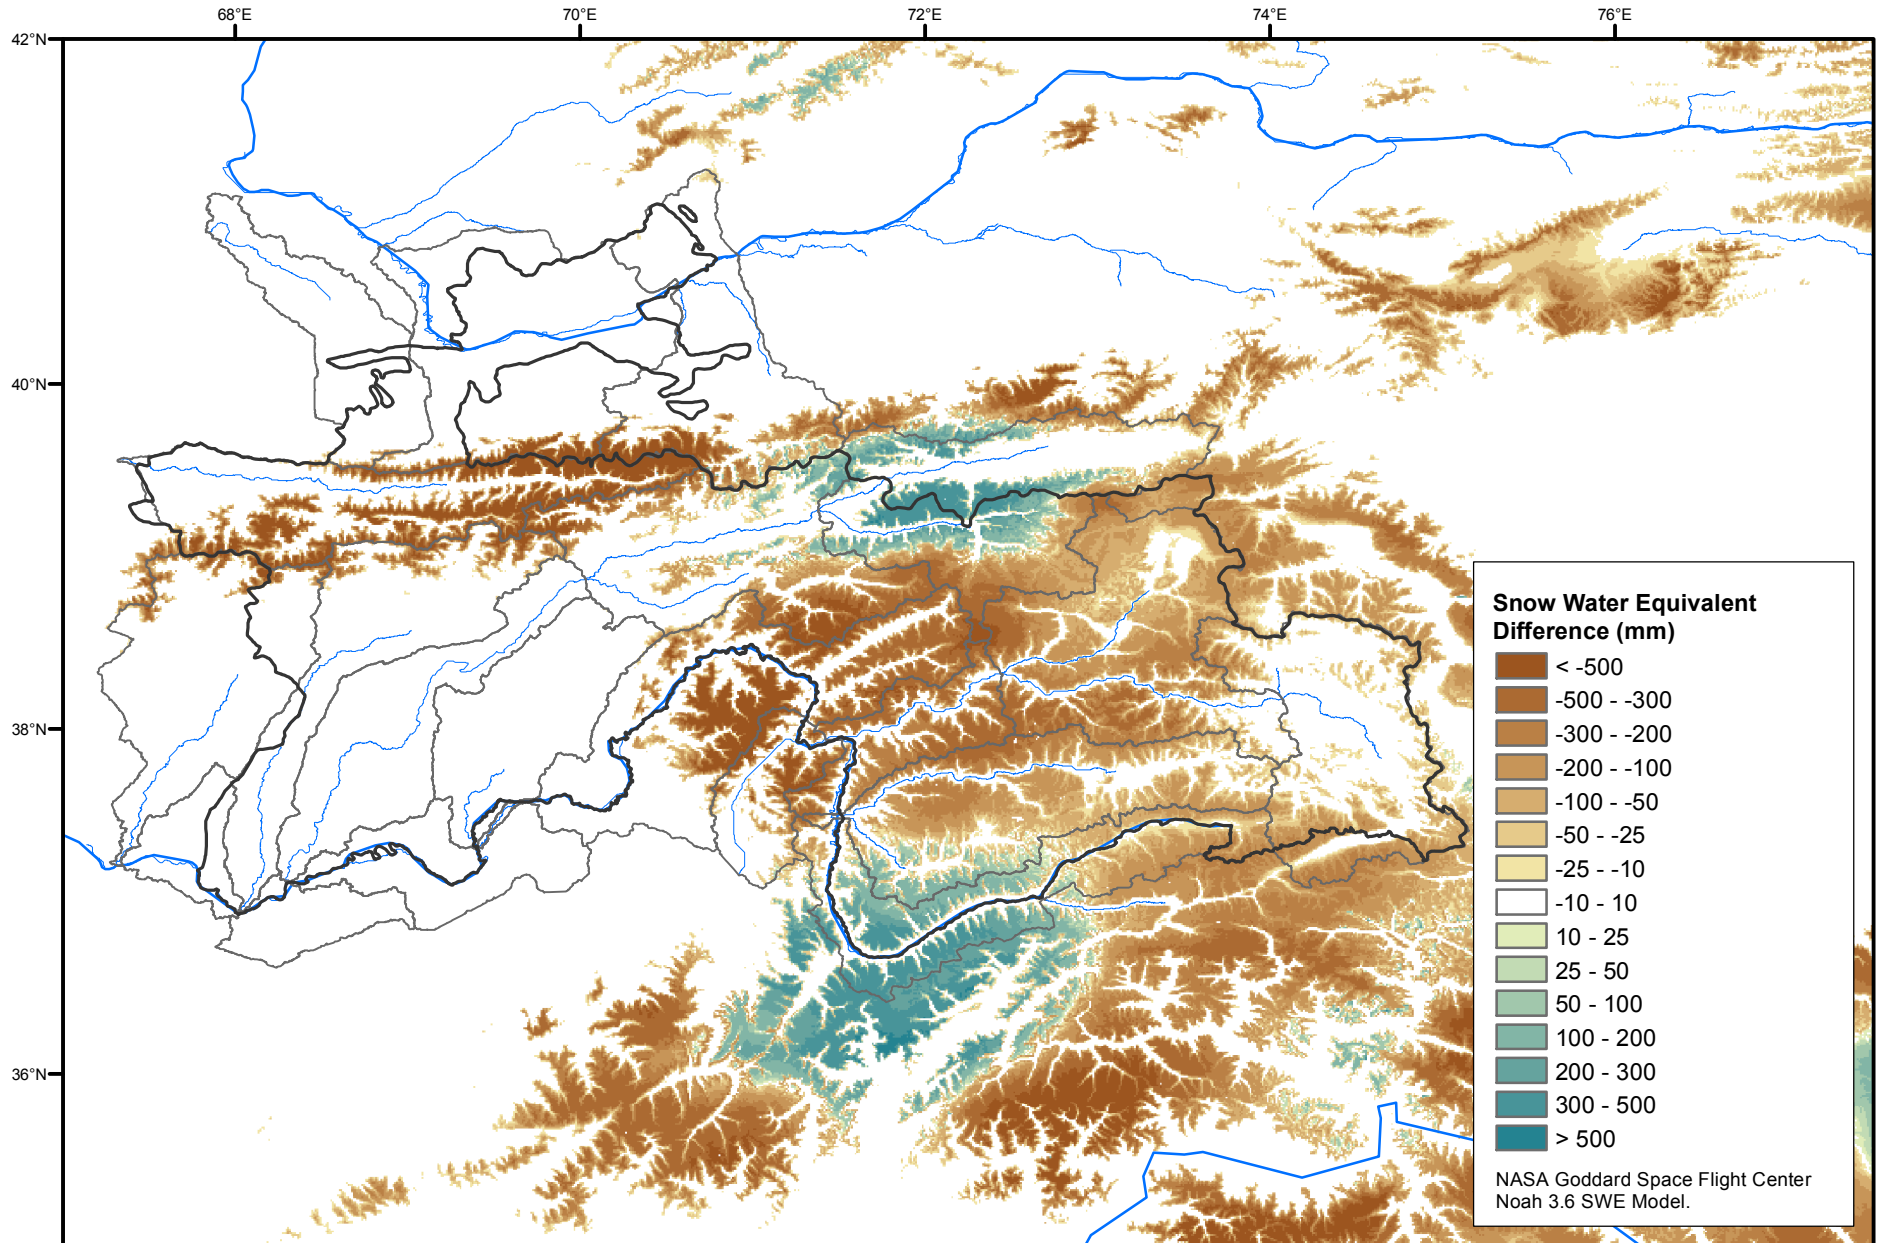 68°E
70°E
72°E
74°E
76°E
42°N
40°N
38°N
36°N
Snow Water Equivalent
Difference (mm)
< -500
-500 - -300
-300 - -200
-200 - -100
-100 - -50
-50 - -25
-25 - -10
-10 - 10
10 - 25
25 - 50
50 - 100
100 - 200
200 - 300
300 - 500
> 500
NASA Goddard Space Flight Center
Noah 3.6 SWE Model.